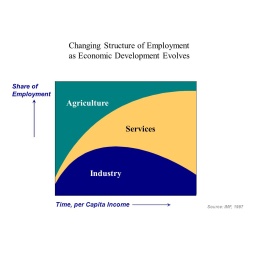 Changing Structure of Employment
as Economic Development Evolves
Share of
Employment
Agriculture
Services
Industry
Time, per Capita Income
Source: IMF, 1997